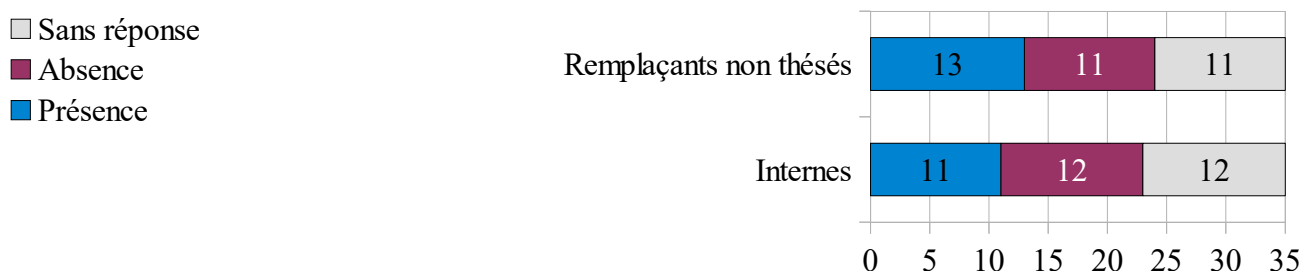 Sans réponse
Absence
Présence
Remplaçants non thésés
13 11 11
Internes
11 12 12
0 5 10 15 20 25 30 35